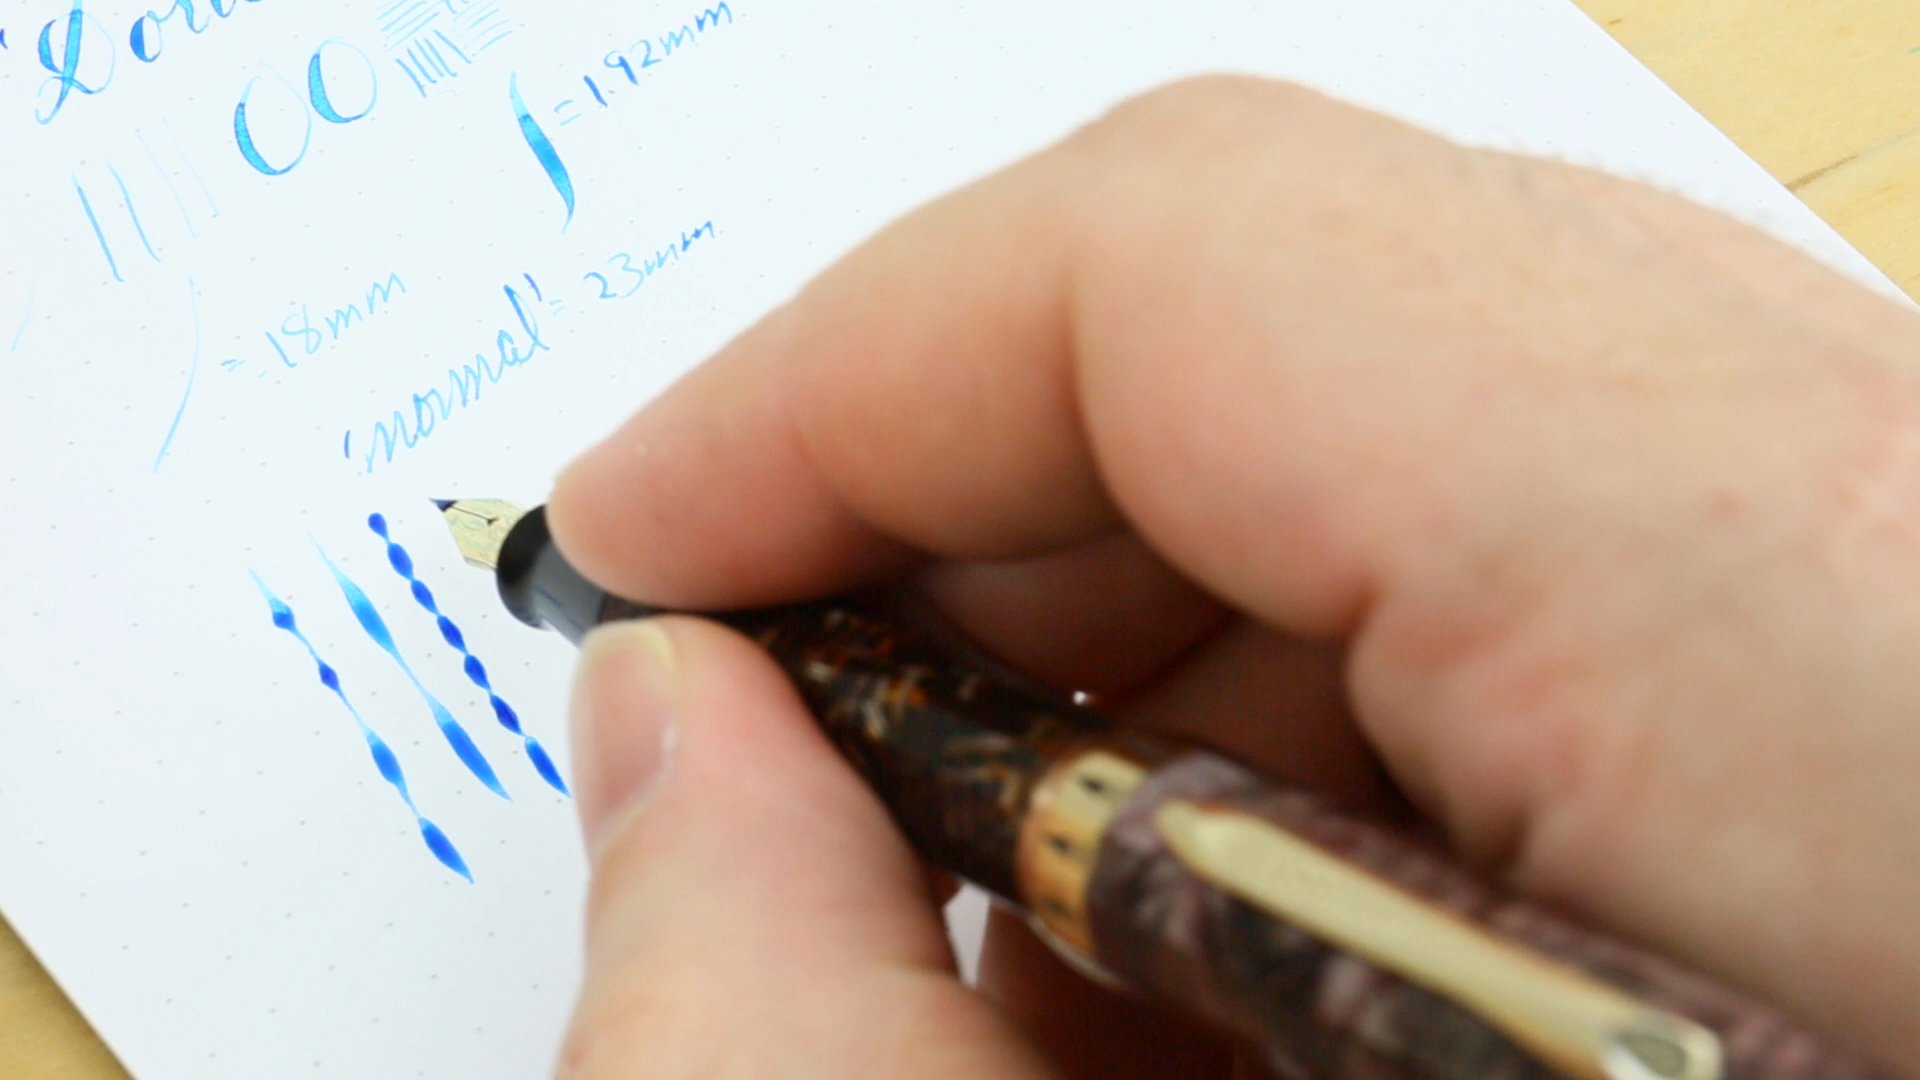 = 1.92mm
= .18mm
'normal' = .23mm